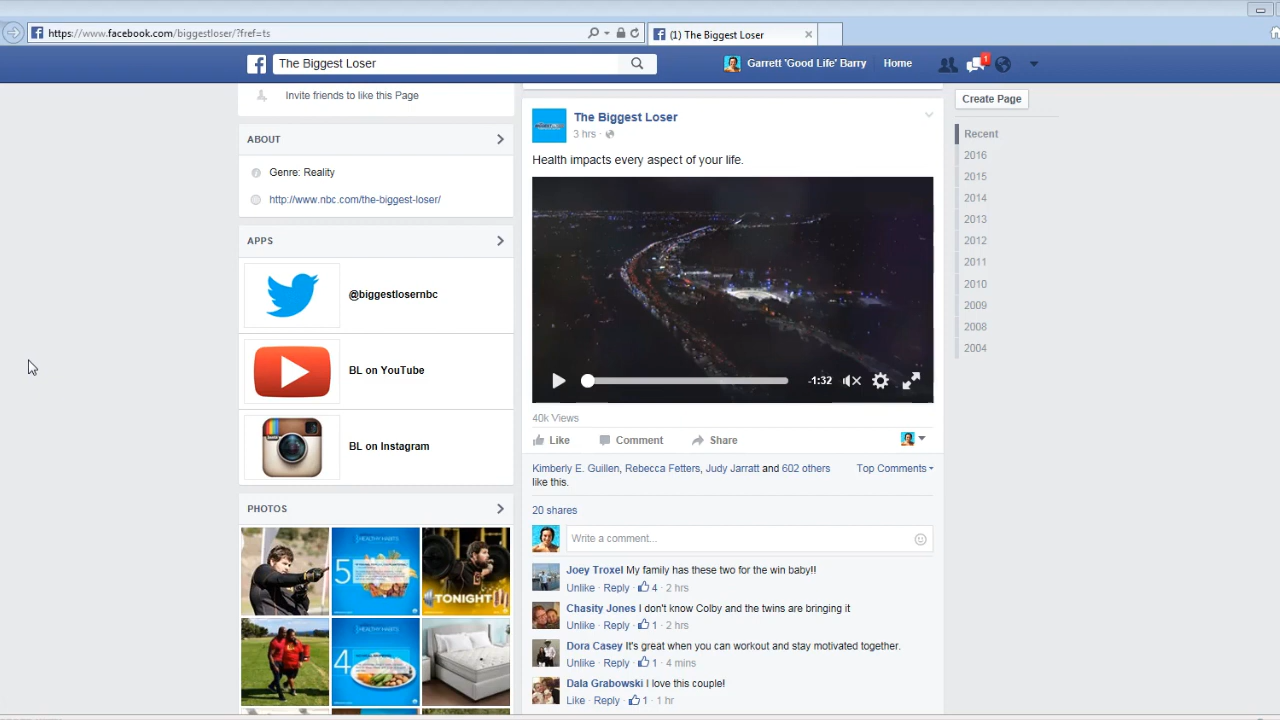 https://www.facebook.com/biggestloser/?fref=ts
(1) The Biggest Loser
The Biggest Loser
Garrett 'Good Life' Barry
Home
1
Invite friends to like this Page
ABOUT
Genre: Reality
http://www.nbc.com/the-biggest-loser/
APPS
@biggestlosernbc
BL on YouTube
BL on Instagram
PHOTOS
HEALTHY HABITS
5
TONIGHT
HEALTHY HABITS
4
The Biggest Loser
3 hrs ·
Health impacts every aspect of your life.
-1:32
40k Views
Like
Comment
Share
Kimberly E. Guillen, Rebecca Fetters, Judy Jarratt and 602 others
like this.
Top Comments
20 shares
Write a comment...
Joey Troxel My family has these two for the win baby!!
Unlike · Reply · 4 · 2 hrs
Chasity Jones I don't know Colby and the twins are bringing it
Unlike · Reply · 1 · 2 hrs
Dora Casey It's great when you can workout and stay motivated together.
Unlike · Reply · 1 · 4 mins
Dala Grabowski I love this couple!
Like · Reply · 1 · 1 hr
Create Page
Recent
2016
2015
2014
2013
2012
2011
2010
2009
2008
2004